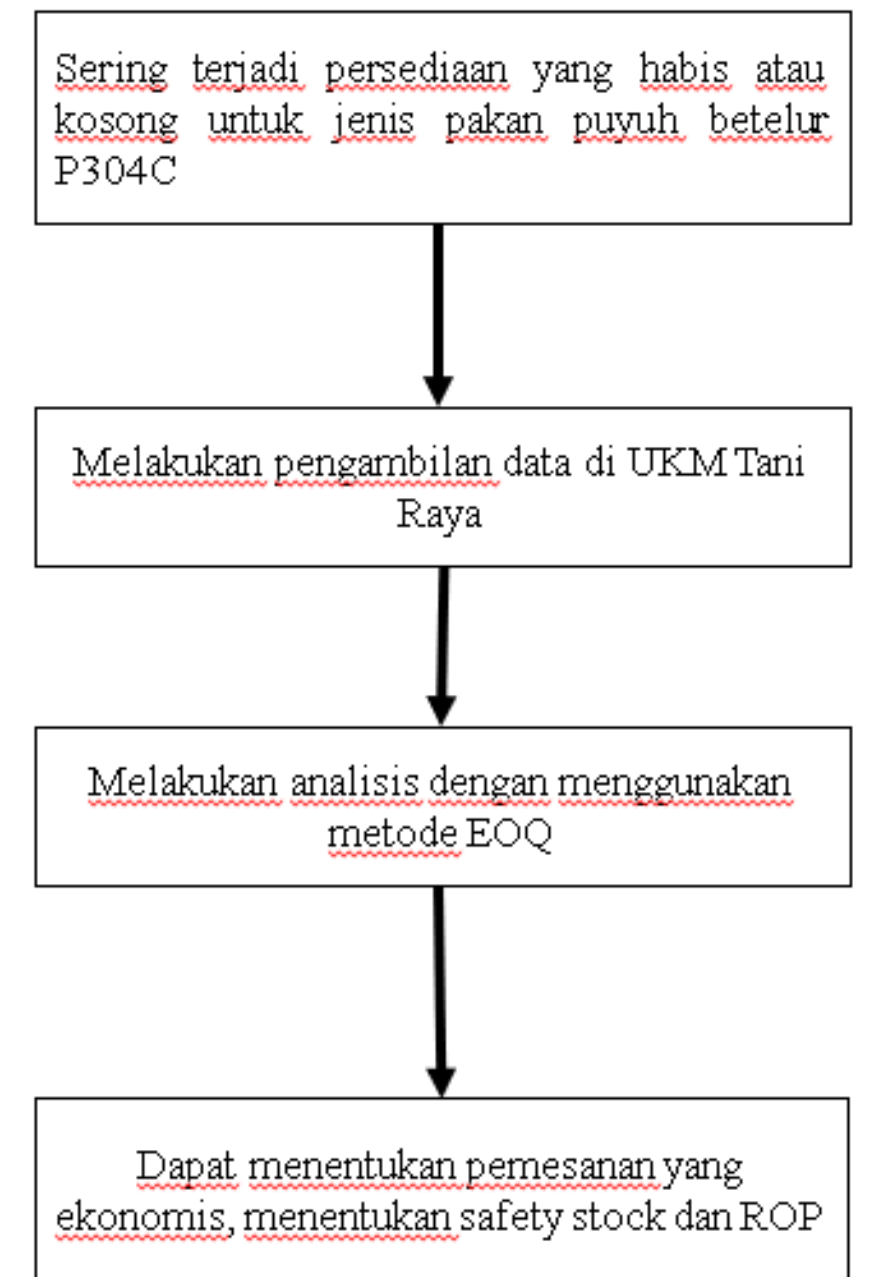 Sering terjadi persediaan yang habis atau
kosong untuk jenis pakan puyuh betelur
P304C
Melakukan pengambilan data di UKM Tani
Raya
Melakukan analisis dengan menggunakan
metode EOQ
Dapat menentukan pemesanan yang
ekonomis, menentukan safety stock dan ROP